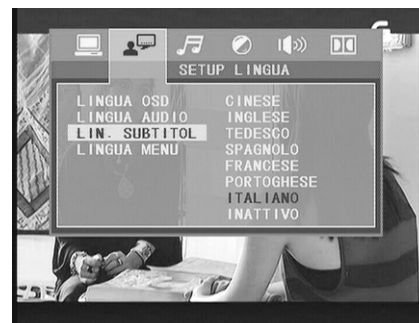 SETUP LINGUA
LINGUA OSD
LINGUA AUDIO
LIN. SUBTITOL
LINGUA MENU
CINESE
INGLESE
TEDESCO
SPAGNOLO
FRANCESE
PORTOGHESE
ITALIANO
INATTIVO